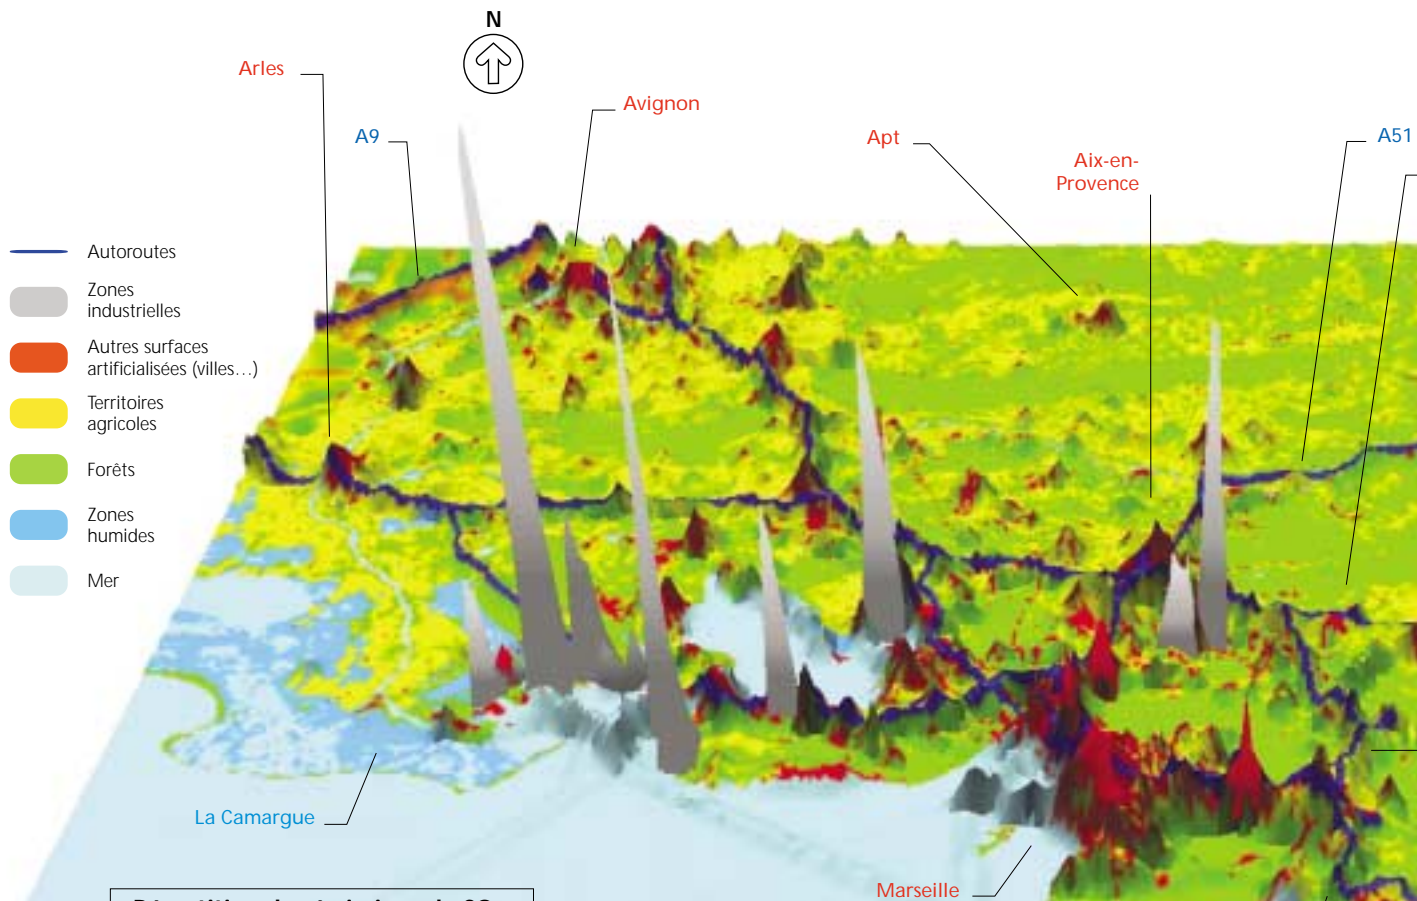 N
Arles
Avignon
A9
Apt
A51
Aix-en-
Provence
Autoroutes
Zones
industrielles
Autres surfaces
artificialisées (villes…)
Territoires
agricoles
Forêts
Zones
humides
Mer
La Camargue
Marseille